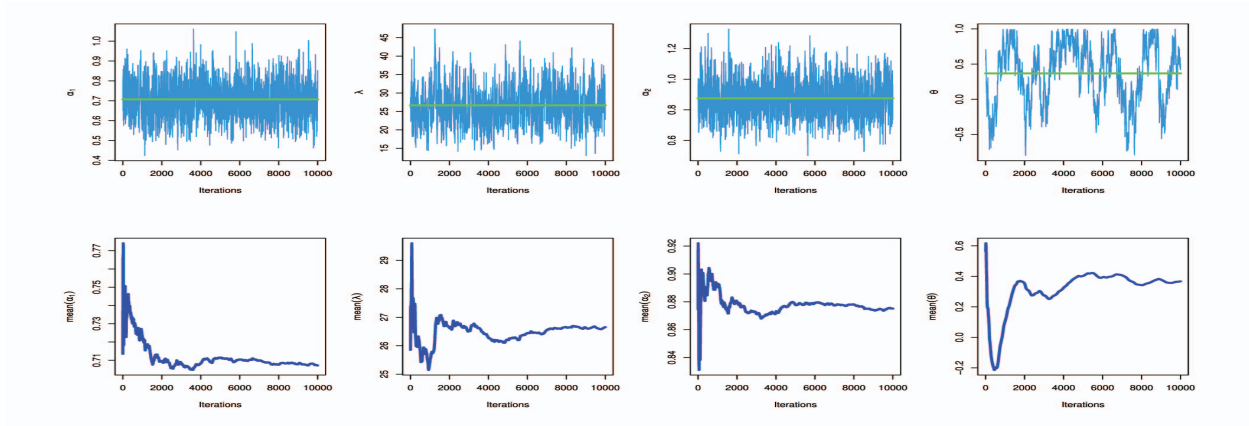 α1
0.4 0.5 0.6 0.7 0.8 0.9 1.0
0 2000 4000 6000 8000 10000
Iterations
λ
15 20 25 30 35 40 45
0 2000 4000 6000 8000 10000
Iterations
α2
0.6 0.8 1.0 1.2
0 2000 4000 6000 8000 10000
Iterations
θ
-0.5 0.0 0.5 1.0
0 2000 4000 6000 8000 10000
Iterations
mean(α1)
0.71 0.73 0.75 0.77
0 2000 4000 6000 8000 10000
Iterations
mean(λ)
25 26 27 28 29
0 2000 4000 6000 8000 10000
Iterations
mean(α2)
0.84 0.86 0.88 0.90 0.92
0 2000 4000 6000 8000 10000
Iterations
mean(θ)
-0.2 0.0 0.2 0.4 0.6
0 2000 4000 6000 8000 10000
Iterations